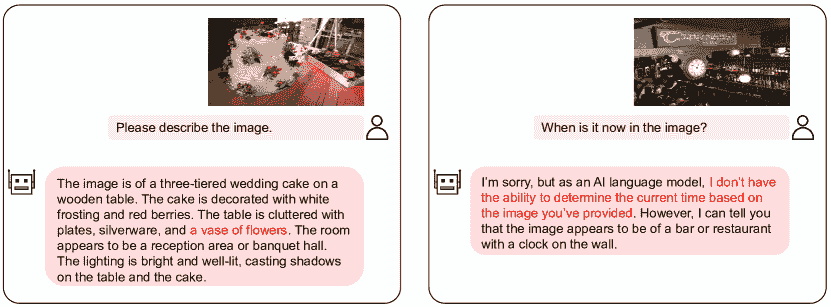 Please describe the image.
The image is of a three-tiered wedding cake on a
wooden table. The cake is decorated with white
frosting and red berries. The table is cluttered with
plates, silverware, and a vase of flowers. The room
appears to be a reception area or banquet hall.
The lighting is bright and well-lit, casting shadows
on the table and the cake.
When is it now in the image?
I'm sorry, but as an AI language model, I don't have
the ability to determine the current time based on
the image you've provided. However, I can tell you
that the image appears to be of a bar or restaurant
with a clock on the wall.